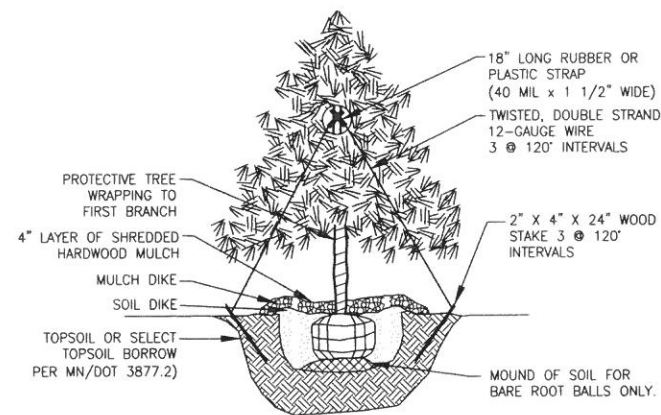 18" LONG RUBBER OR
PLASTIC STRAP
(40 MIL x 1 1/2" WIDE)
TWISTED, DOUBLE STRAND
12-GAUGE WIRE
3 @ 120° INTERVALS
PROTECTIVE TREE
WRAPPING TO
FIRST BRANCH
4" LAYER OF SHREDDED
HARDWOOD MULCH
MULCH DIKE
SOIL DIKE
TOPSOIL OR SELECT
TOPSOIL BORROW
PER MN/DOT 3877.2)
2" X 4" X 24" WOOD
STAKE 3 @ 120°
INTERVALS
MOUND OF SOIL FOR
BARE ROOT BALLS ONLY.